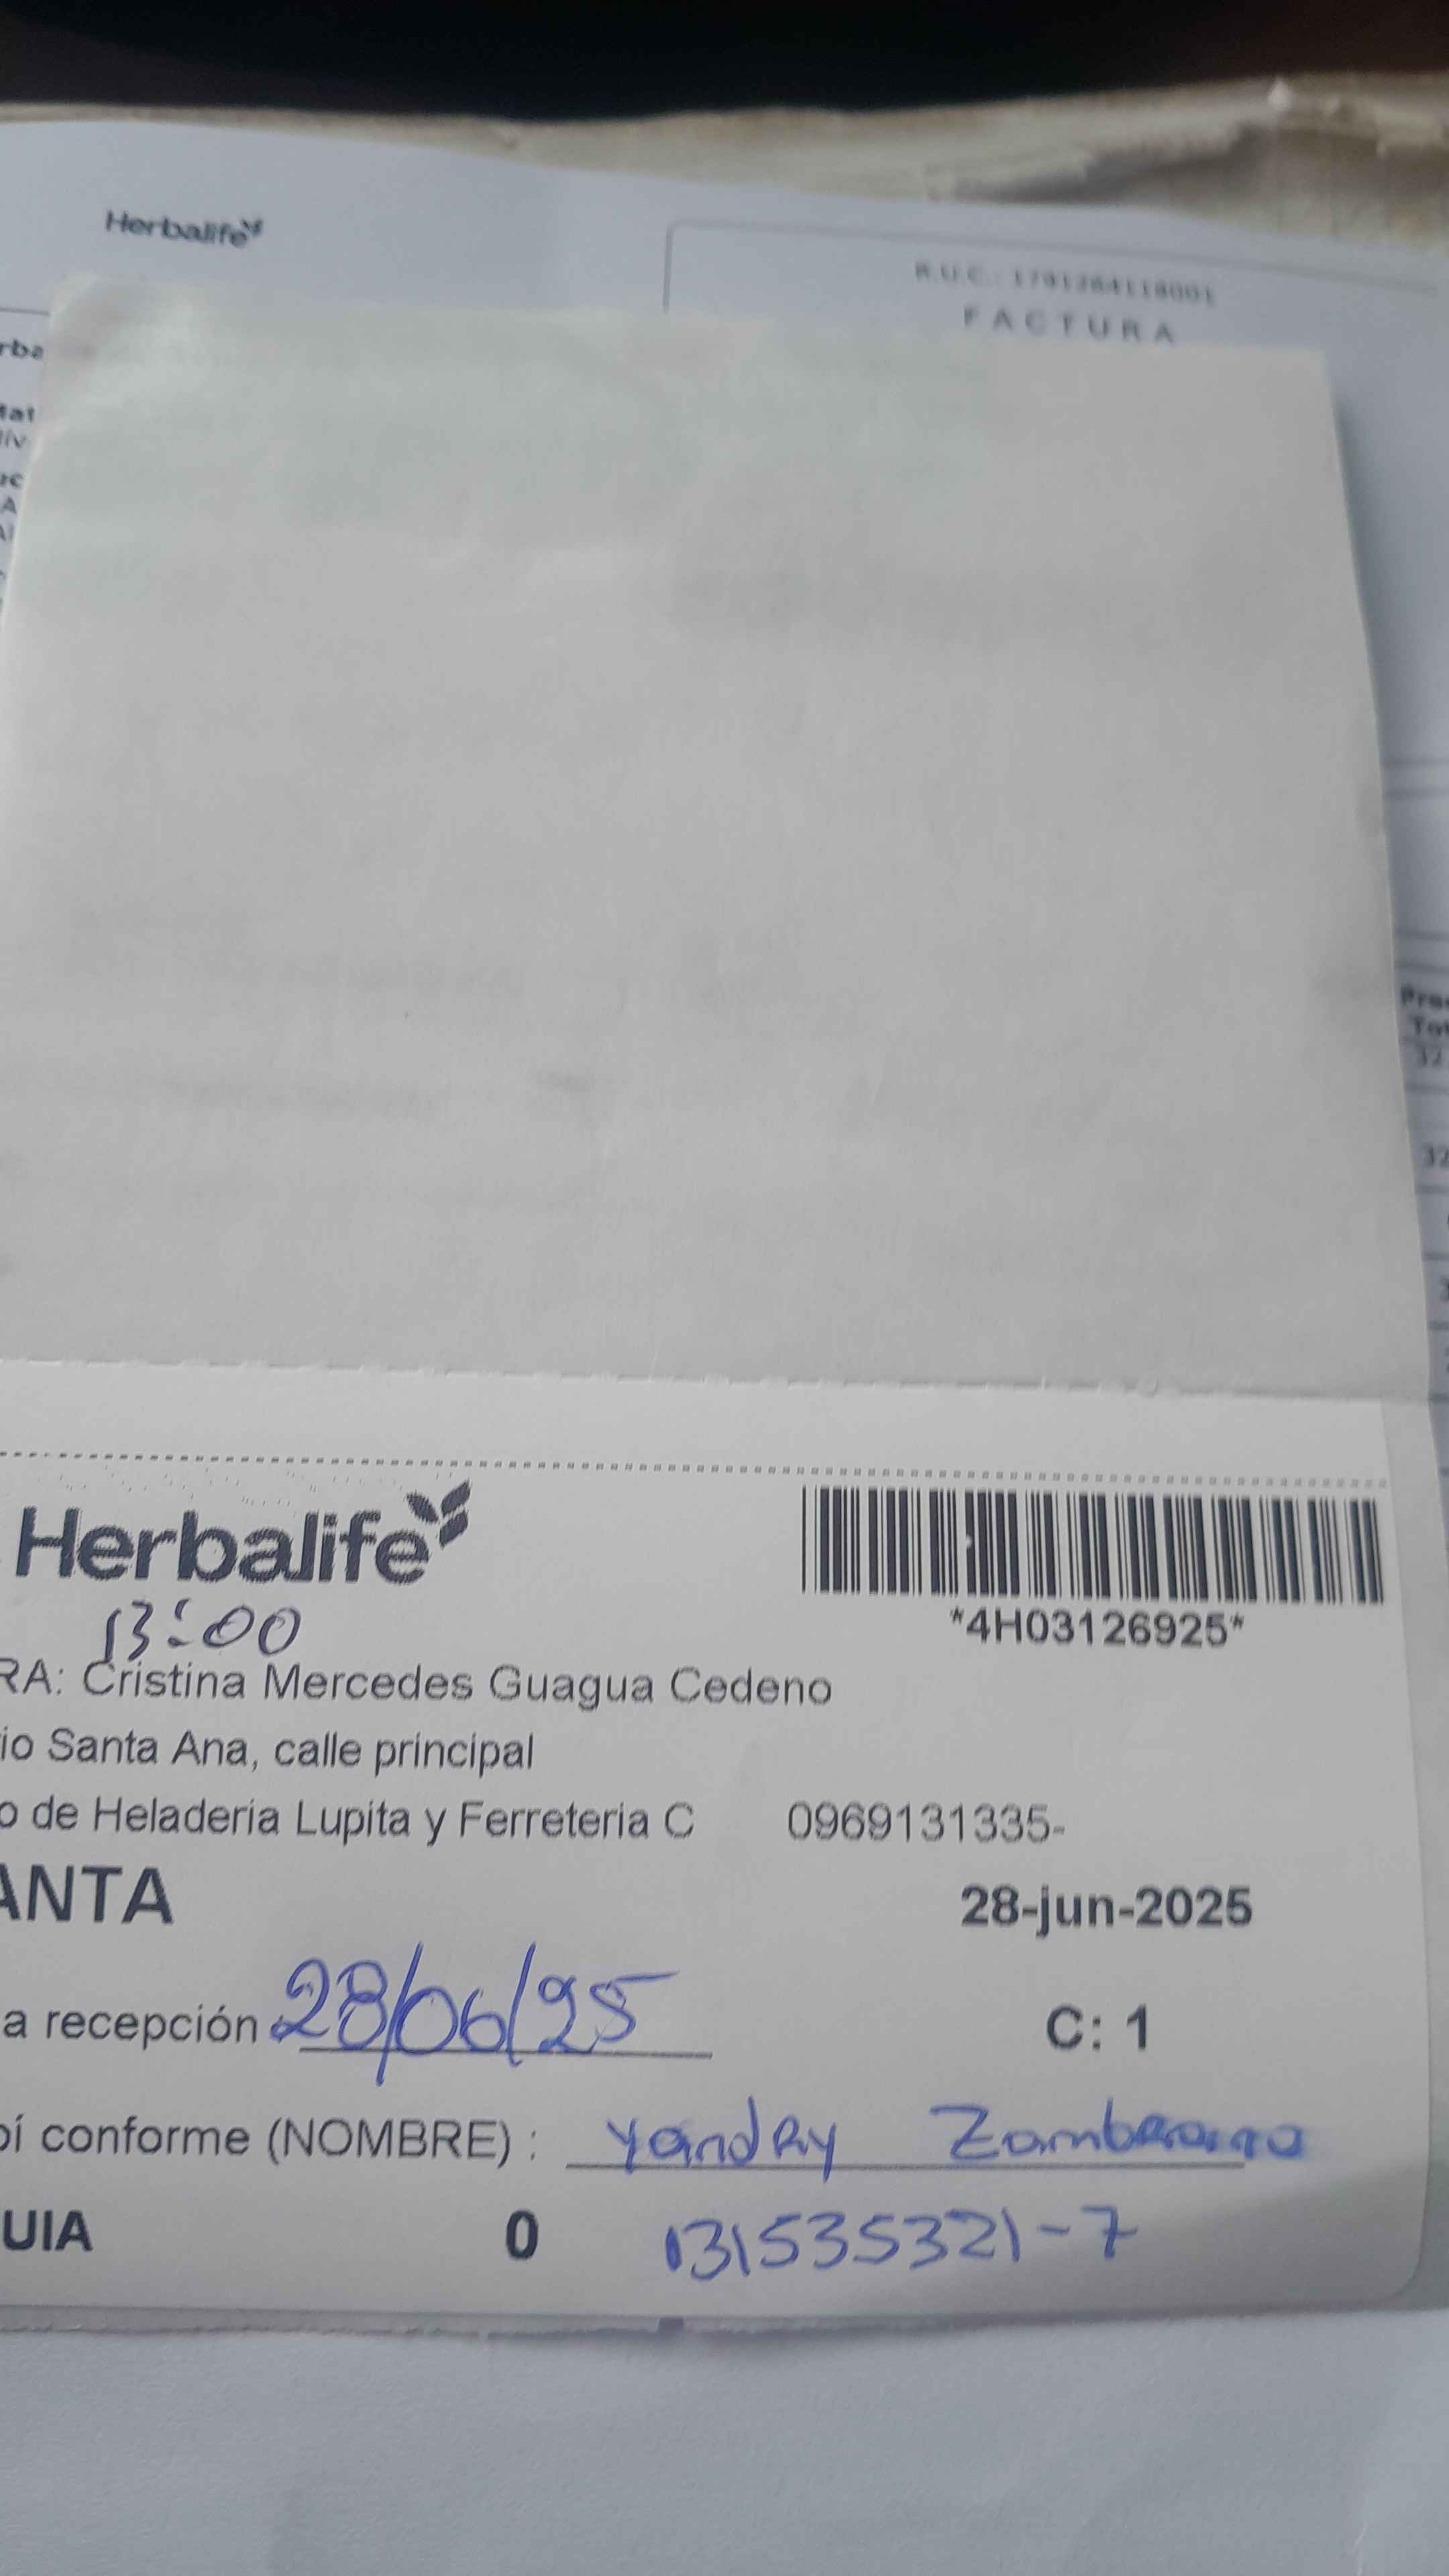 Herbalife
R.U.C.: 1791264118001
FACTURA
Tot
32
Herbalife
*4H03126925*
13:00
RA: Cristina Mercedes Guagua Cedeno
io Santa Ana, calle principal
o de Heladeria Lupita y Ferreteria C 0969131335-
ANTA
28-jun-2025
a recepción 28/06/25 C: 1
bí conforme (NOMBRE) : Yandry Zambrano
UIA 0 131535321-7